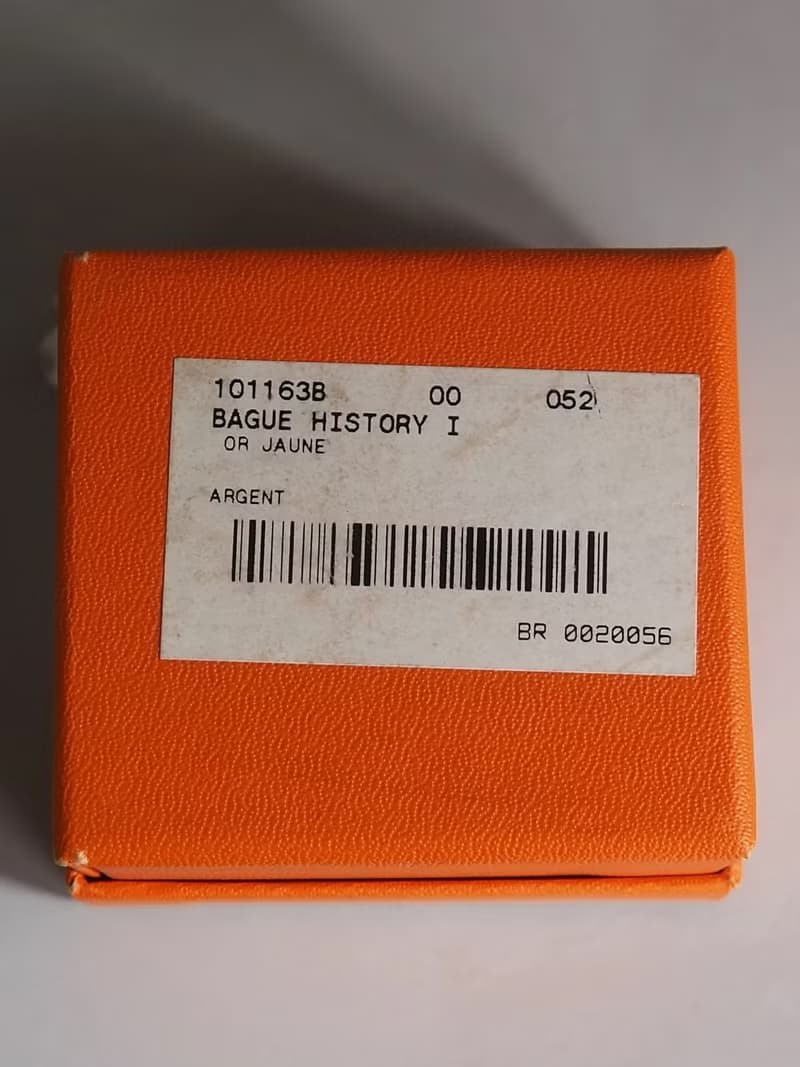 101163B 00 052
BAGUE HISTORY I
OR JAUNE
ARGENT
BR 0020056